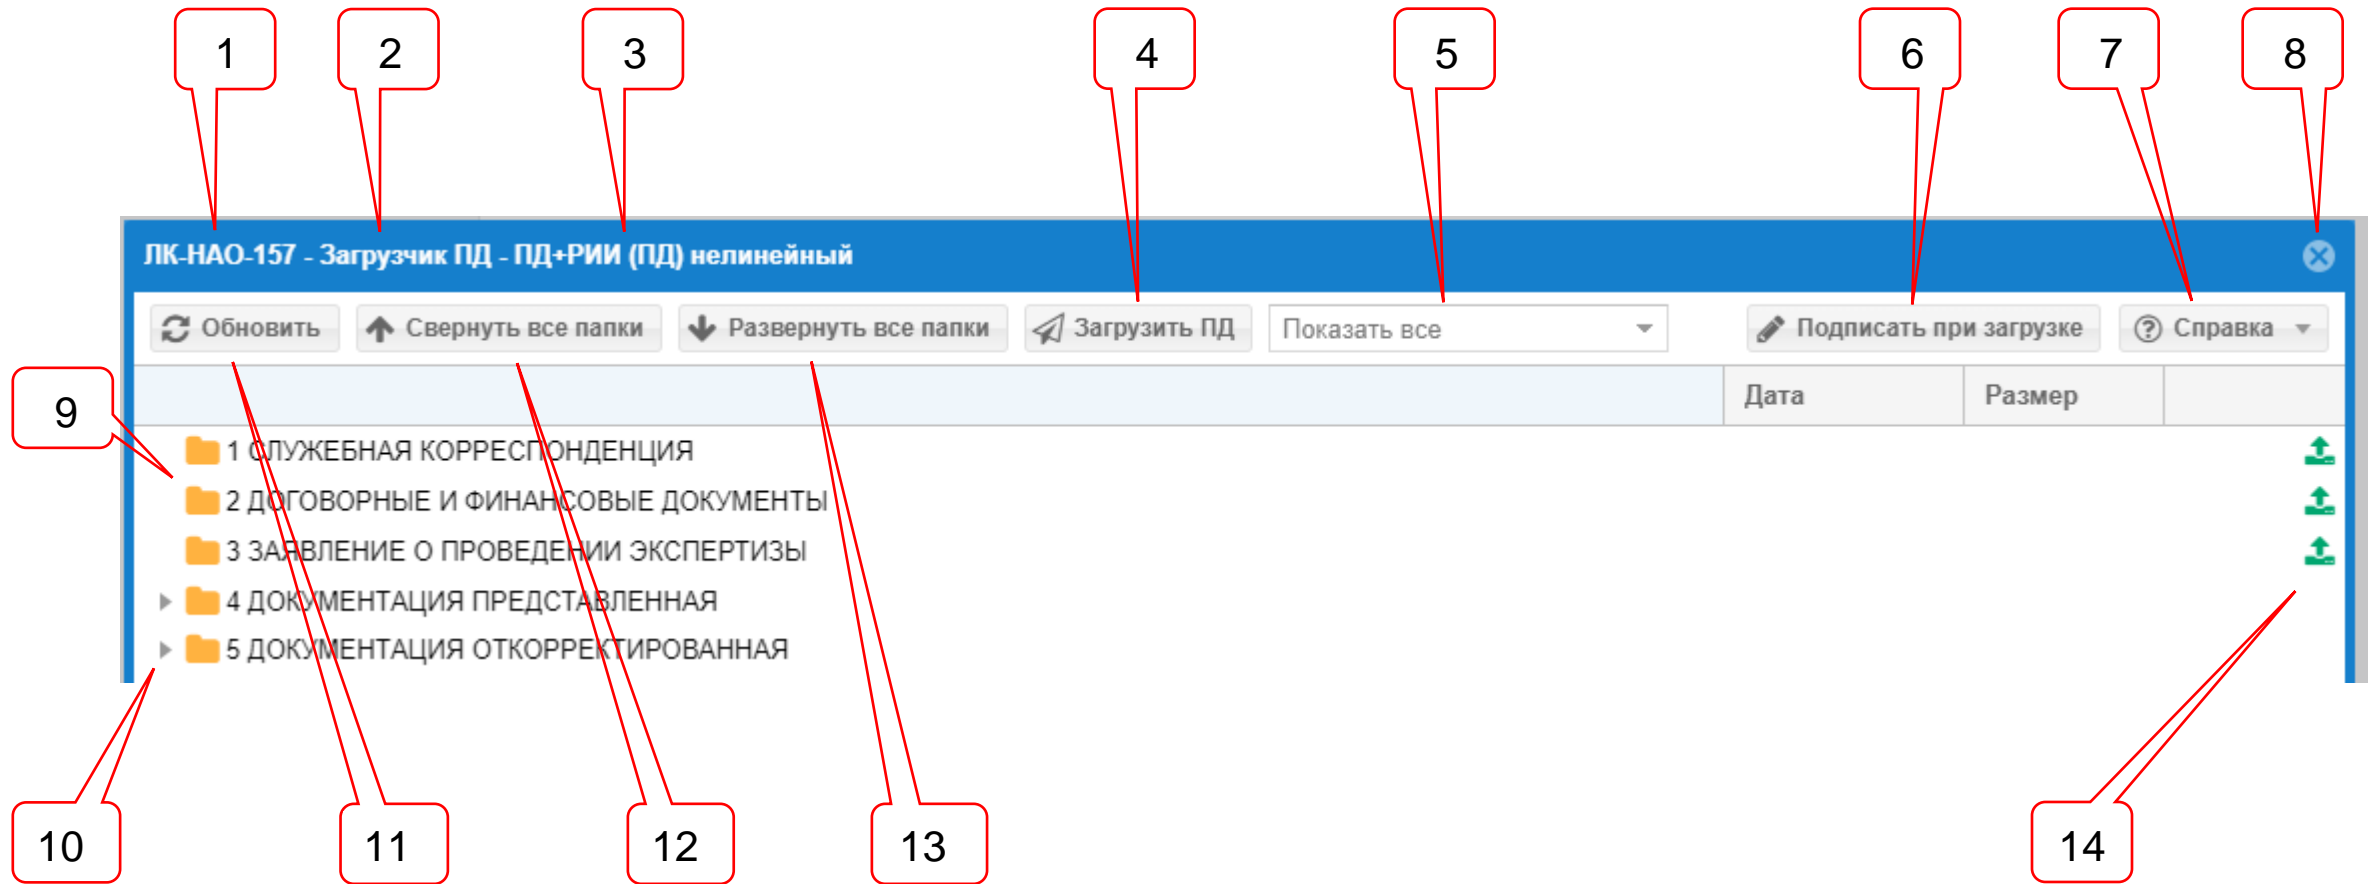 1 2 3 4 5 6 7 8
ЛК-НАО-157 - Загрузчик ПД - ПД+РИИ (ПД) нелинейный
Обновить Свернуть все папки Развернуть все папки Загрузить ПД Показать все Подписать при загрузке Справка
Дата Размер
9
1 СЛУЖЕБНАЯ КОРРЕСПОНДЕНЦИЯ
2 ДОГОВОРНЫЕ И ФИНАНСОВЫЕ ДОКУМЕНТЫ
3 ЗАЯВЛЕНИЕ О ПРОВЕДЕНИИ ЭКСПЕРТИЗЫ
4 ДОКУМЕНТАЦИЯ ПРЕДСТАВЛЕННАЯ
5 ДОКУМЕНТАЦИЯ ОТКОРРЕКТИРОВАННАЯ
10 11 12 13 14